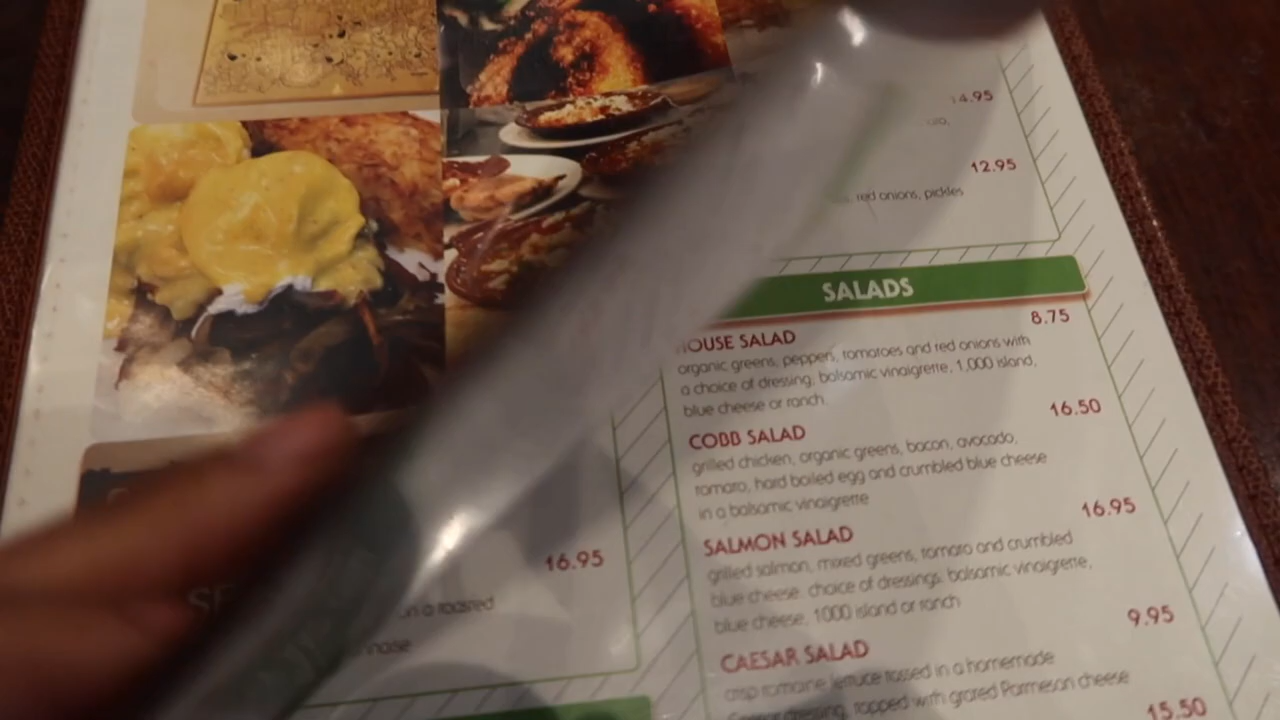 14.95
12.95
red onions, pickles
SALADS
HOUSE SALAD
8.75
organic greens, peppers, tomatoes and red onions with
a choice of dressing, balsamic vinaigrette, 1,000 island,
blue cheese or ranch.
COBB SALAD
16.50
grilled chicken, organic greens, bacon, avocado,
tomato, hard boiled egg and crumbled blue cheese
in a balsamic vinaigrette
SALMON SALAD
16.95
grilled salmon, mixed greens, tomato and crumbled
blue cheese. choice of dressings: balsamic vinaigrette,
blue cheese, 1000 island or ranch
CAESAR SALAD
9.95
crisp romaine lettuce tossed in a homemade
Caesar dressing, topped with grated Parmesan cheese
15.50
16.95
on a roasted